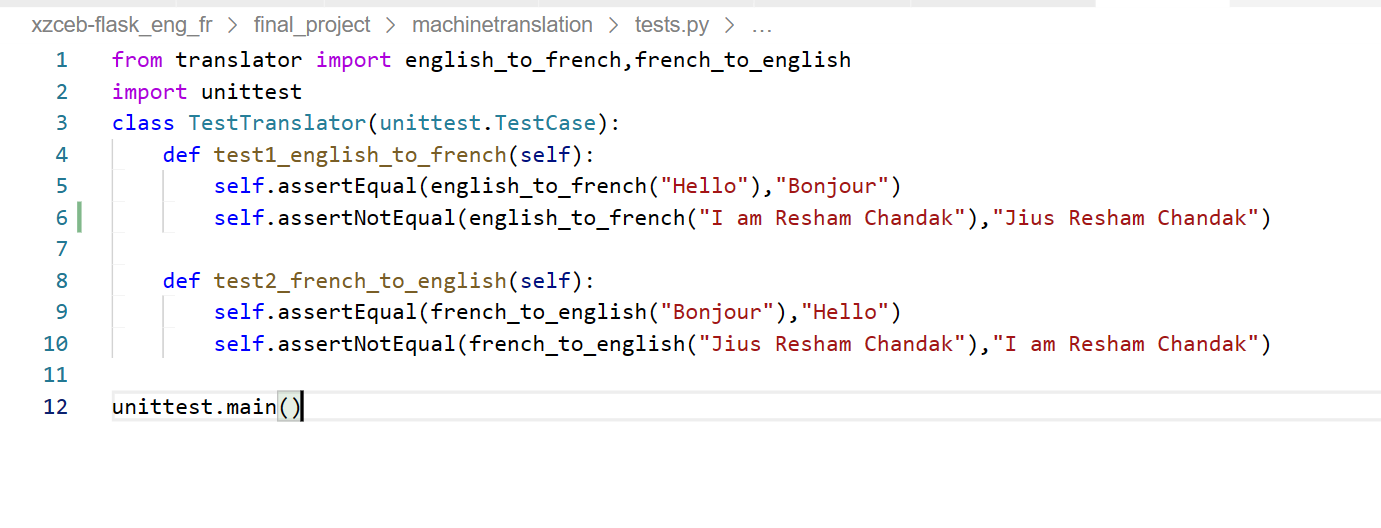 xzceb-flask_eng_fr > final_project > machinetranslation > tests.py > ...
1 from translator import english_to_french,french_to_english
2 import unittest
3 class TestTranslator(unittest.TestCase):
4     def test1_english_to_french(self):
5         self.assertEqual(english_to_french("Hello"),"Bonjour")
6         self.assertNotEqual(english_to_french("I am Resham Chandak"),"Jius Resham Chandak")
7
8     def test2_french_to_english(self):
9         self.assertEqual(french_to_english("Bonjour"),"Hello")
10         self.assertNotEqual(french_to_english("Jius Resham Chandak"),"I am Resham Chandak")
11
12 unittest.main()